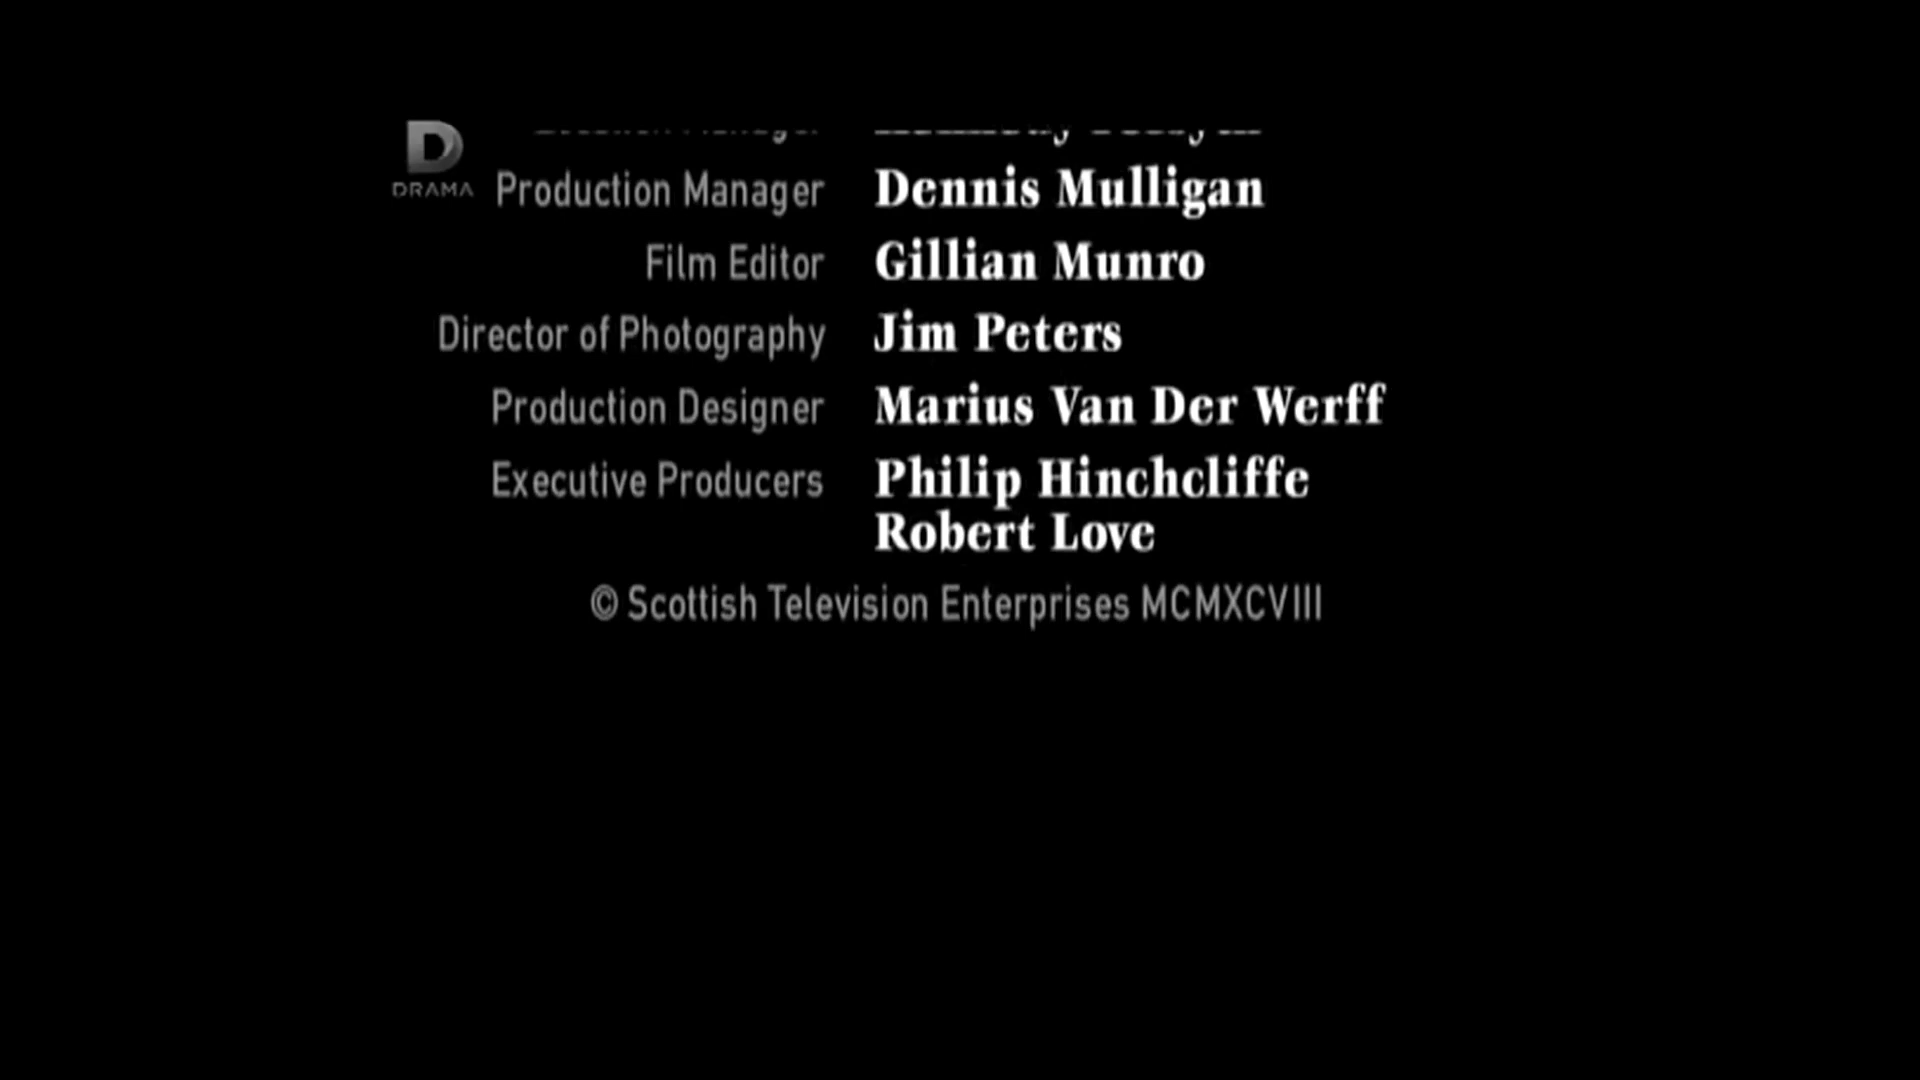 DRAMA
Production Manager Dennis Mulligan
Film Editor Gillian Munro
Director of Photography Jim Peters
Production Designer Marius Van Der Werff
Executive Producers Philip Hinchcliffe
Robert Love
© Scottish Television Enterprises MCMXCVIII